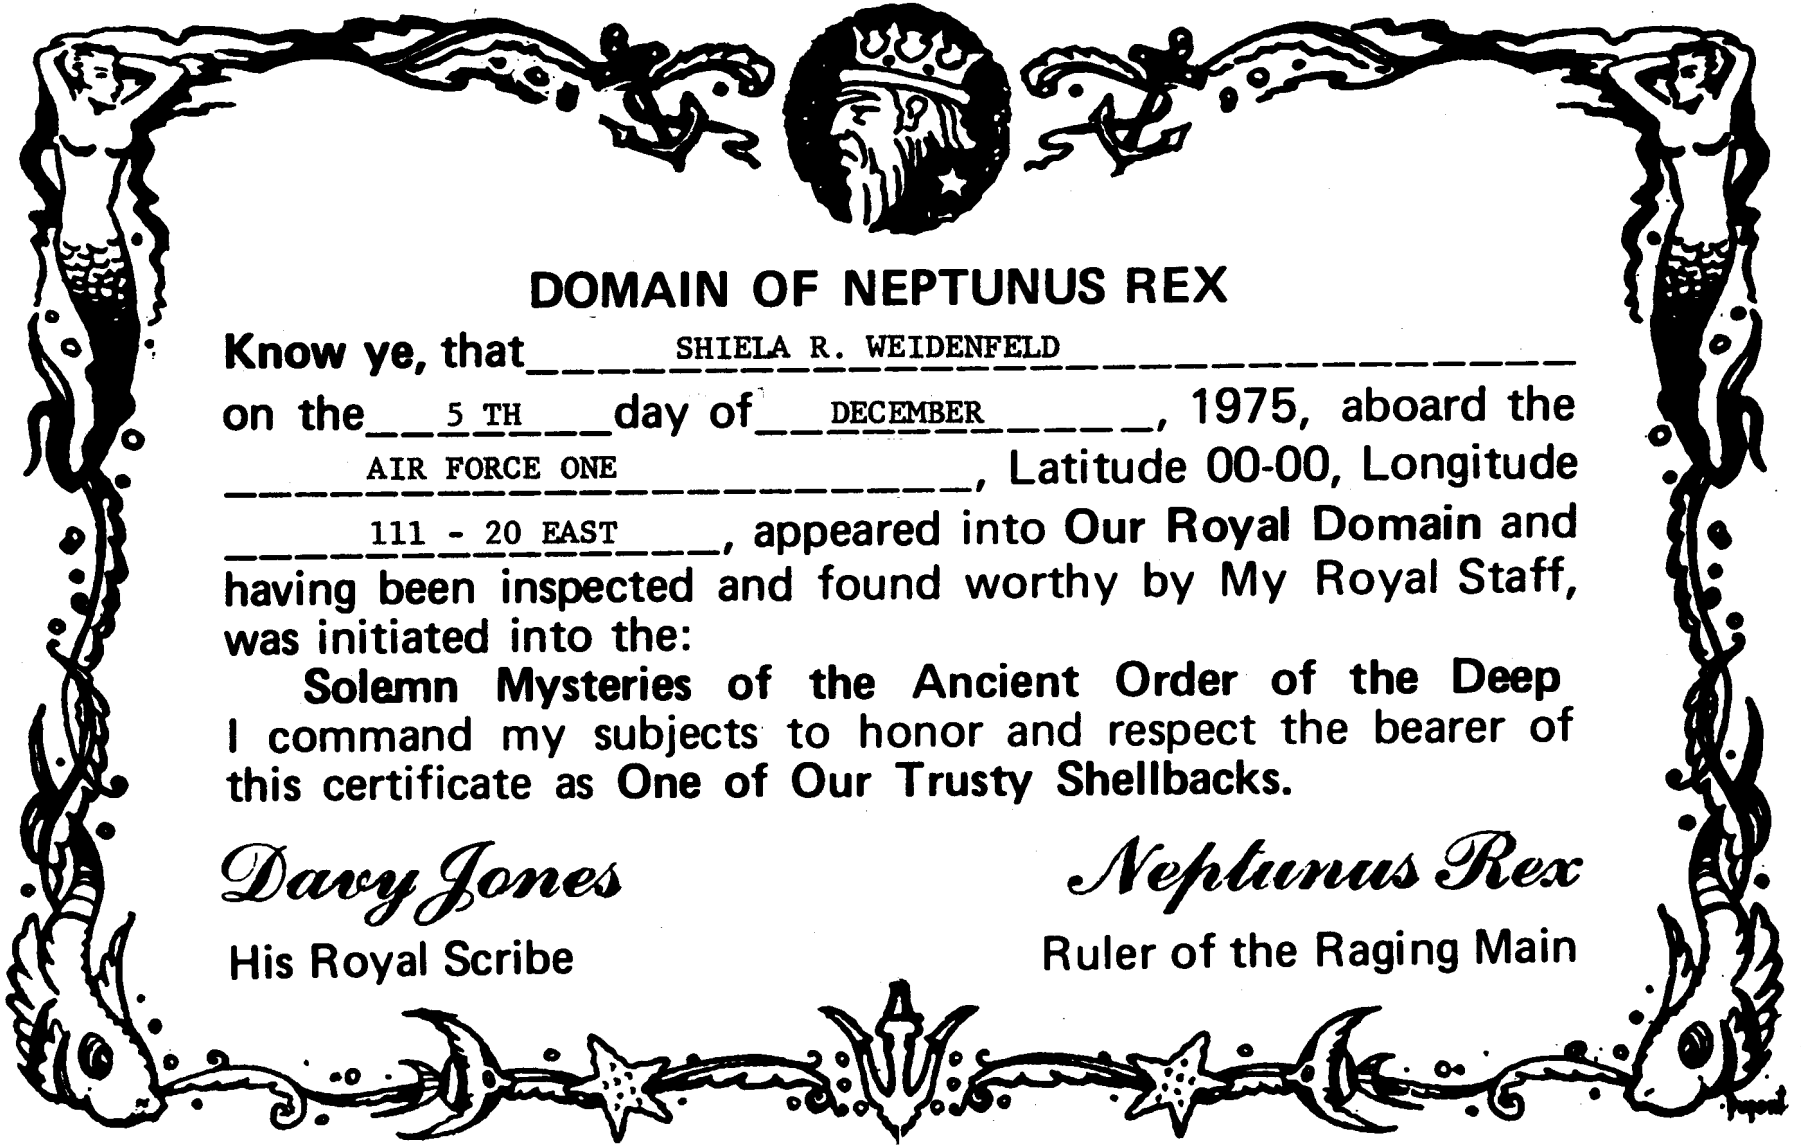 DOMAIN OF NEPTUNUS REX
Know ye, that SHIELA R. WEIDENFELD
on the 5 TH day of DECEMBER, 1975, aboard the
AIR FORCE ONE, Latitude 00-00, Longitude
111 - 20 EAST, appeared into Our Royal Domain and
having been inspected and found worthy by My Royal Staff,
was initiated into the:
Solemn Mysteries of the Ancient Order of the Deep
I command my subjects to honor and respect the bearer of
this certificate as One of Our Trusty Shellbacks.
Davy Jones Neptunus Rex
His Royal Scribe Ruler of the Raging Main